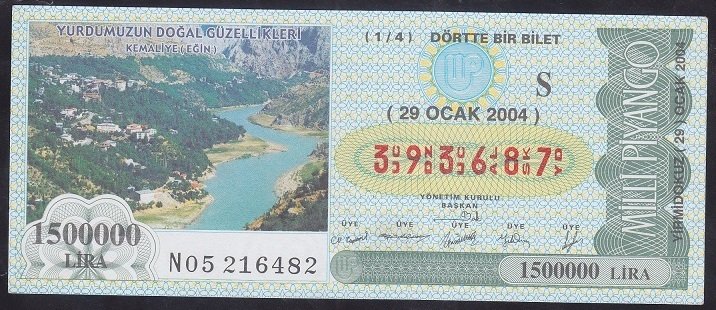 YURDUMUZUN DOĞAL GÜZELLİKLERİ
KEMALİYE (EĞİN)
1500000
LİRA
N05 216482
(1/4) DÖRTTE BİR BİLET
MP
S
( 29 OCAK 2004 )
3 9 3 6 8 7
YÖNETİM KURULU
BAŞKAN
ÜYE ÜYE ÜYE ÜYE ÜYE
1500000 LİRA
MİLLİ PİYANGO
YİRMİDOKUZ / 29 / OCAK 2004